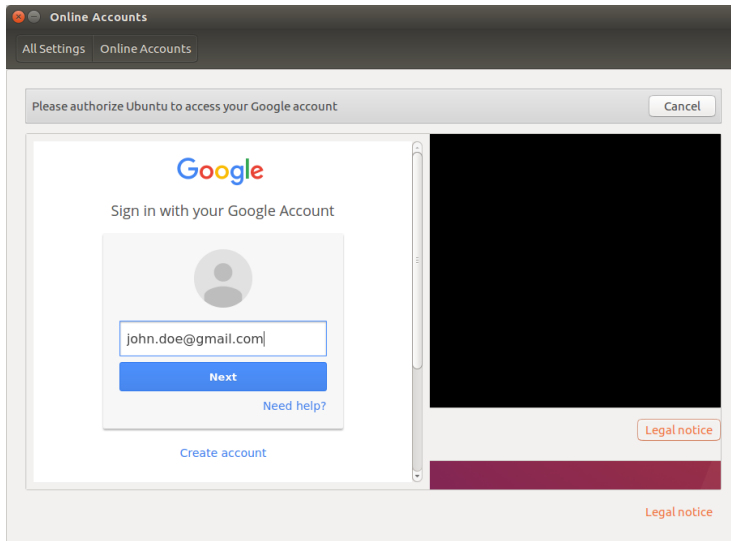 Online Accounts
All Settings Online Accounts
Please authorize Ubuntu to access your Google account Cancel
Google
Sign in with your Google Account
john.doe@gmail.com
Next
Need help?
Create account
Legal notice
Legal notice